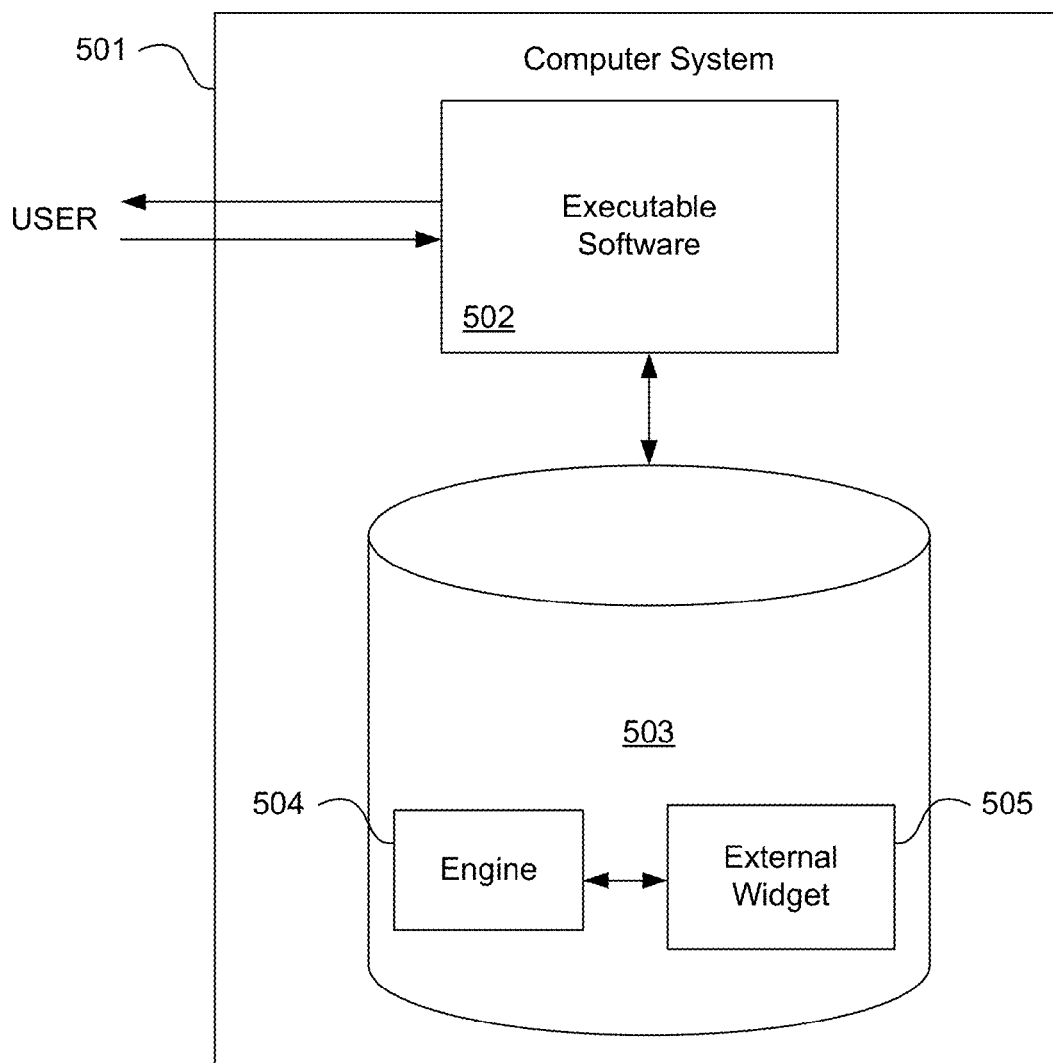 501
Computer System
USER
Executable
Software
502
503
504
505
Engine
External
Widget